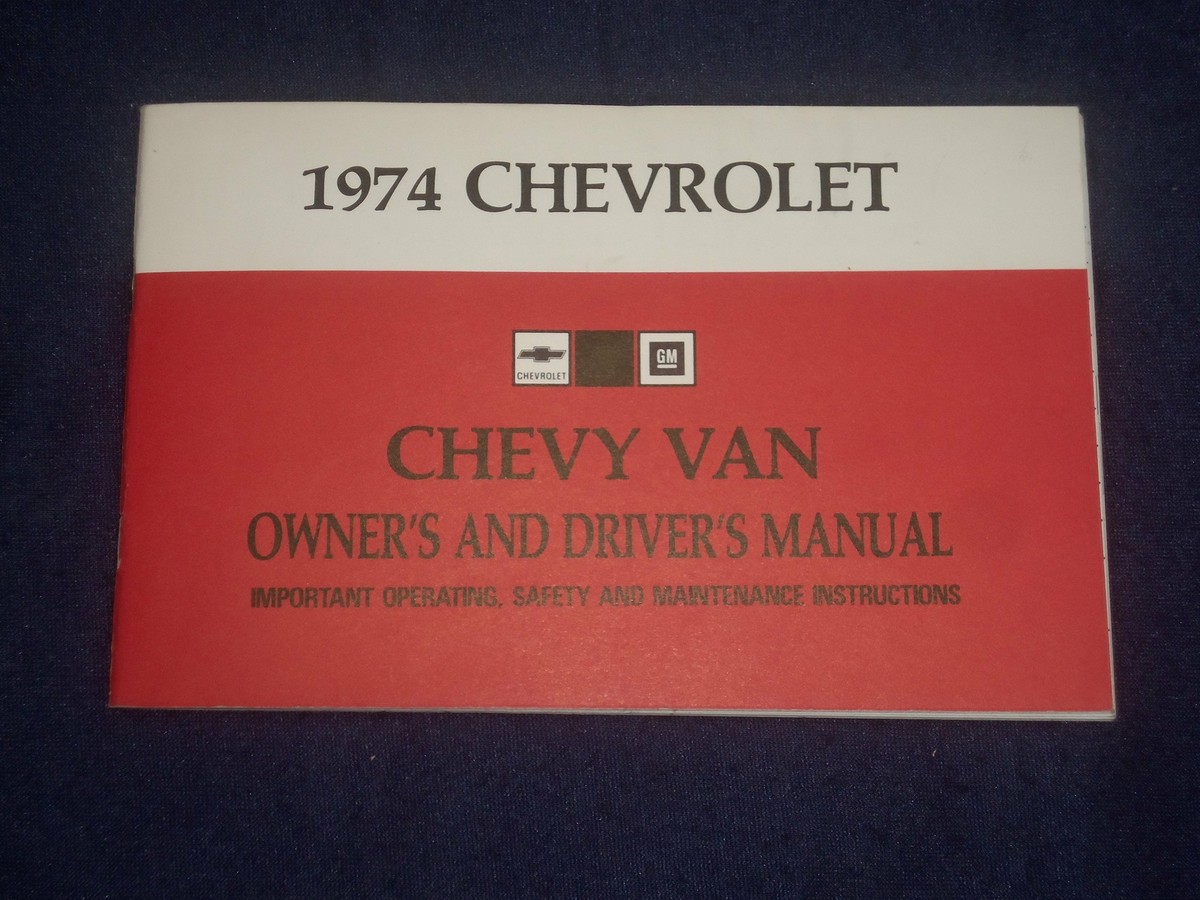 1974 CHEVROLET
CHEVROLET
GM
CHEVY VAN
OWNER'S AND DRIVER'S MANUAL
IMPORTANT OPERATING, SAFETY AND MAINTENANCE INSTRUCTIONS